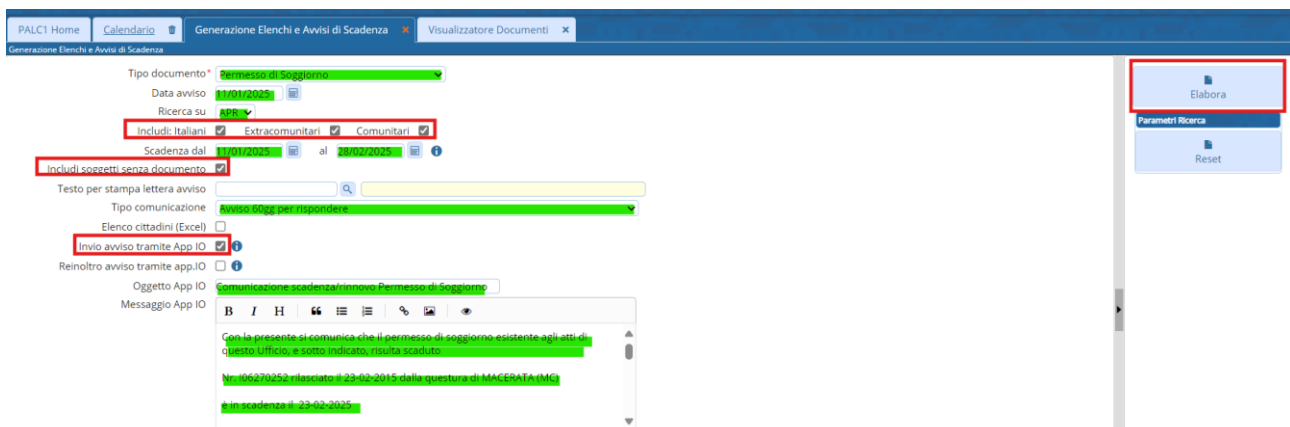 PALC1 Home Calendario Generazione Elenchi e Avvisi di Scadenza × Visualizzatore Documenti ×
Generazione Elenchi e Avvisi di Scadenza
Tipo documento* Permesso di Soggiorno
Data avviso 11/01/2025
Ricerca su APR
Includi: Italiani Extracomunitari Comunitari
Scadenza dal 11/01/2025 al 28/02/2025
Includi soggetti senza documento
Testo per stampa lettera avviso
Tipo comunicazione Avviso 60gg per rispondere
Elenco cittadini (Excel)
Invio avviso tramite App IO
Reinoltro avviso tramite app.IO
Oggetto App IO Comunicazione scadenza/rinnovo Permesso di Soggiorno
Messaggio App IO
B I H
Con la presente si comunica che il permesso di soggiorno esistente agli atti di
questo Ufficio, e sotto indicato, risulta scaduto
Nr. I06270252 rilasciato il 23-02-2015 dalla questura di MACERATA (MC)
è in scadenza il 23-02-2025
Elabora
Parametri Ricerca
Reset